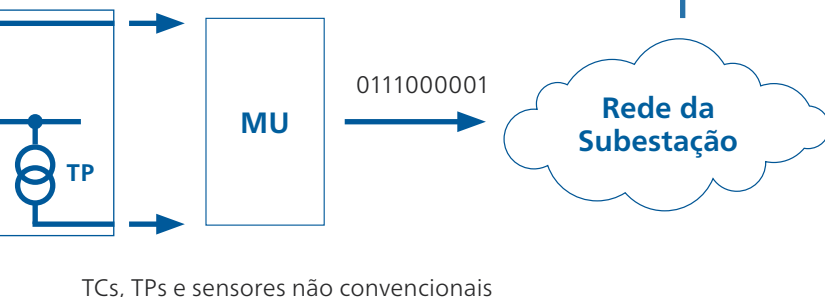 0111000001
MU
Rede da
Subestação
TP
TCs, TPs e sensores não convencionais